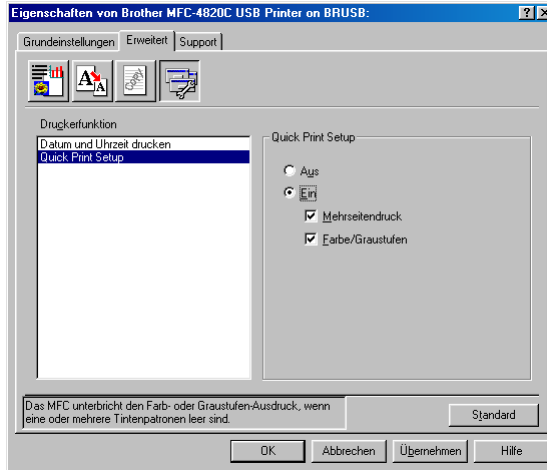 Eigenschaften von Brother MFC-4820C USB Printer on BRUSB:
Grundeinstellungen Erweitert Support
Druckerfunktion
Datum und Uhrzeit drucken
Quick Print Setup
Quick Print Setup
Aus
Ein
Mehrseitendruck
Farbe/Graustufen
Das MFC unterbricht den Farb- oder Graustufen-Ausdruck, wenn
eine oder mehrere Tintenpatronen leer sind.
Standard
OK Abbrechen Übernehmen Hilfe